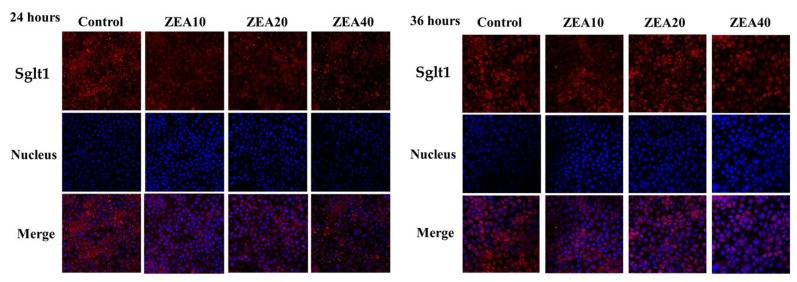 24 hours
Control ZEA10 ZEA20 ZEA40
Sglt1
Nucleus
Merge
36 hours
Control ZEA10 ZEA20 ZEA40
Sglt1
Nucleus
Merge